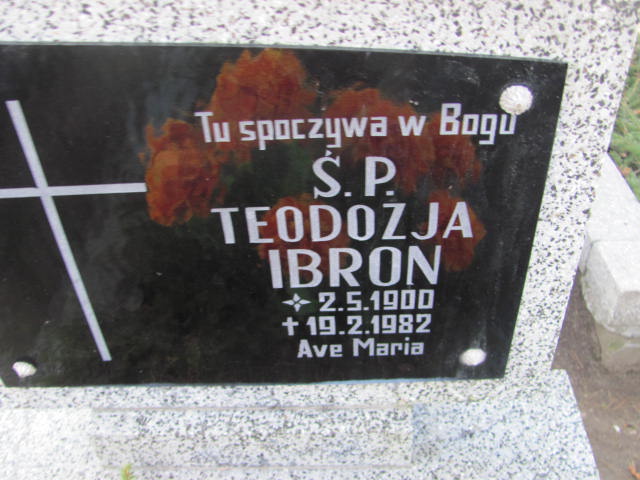 Tu spoczywa w Bogu
Ś. P.
TEODOZJA
IBRON
2.5.1900
✝ 19.2.1982
Ave Maria